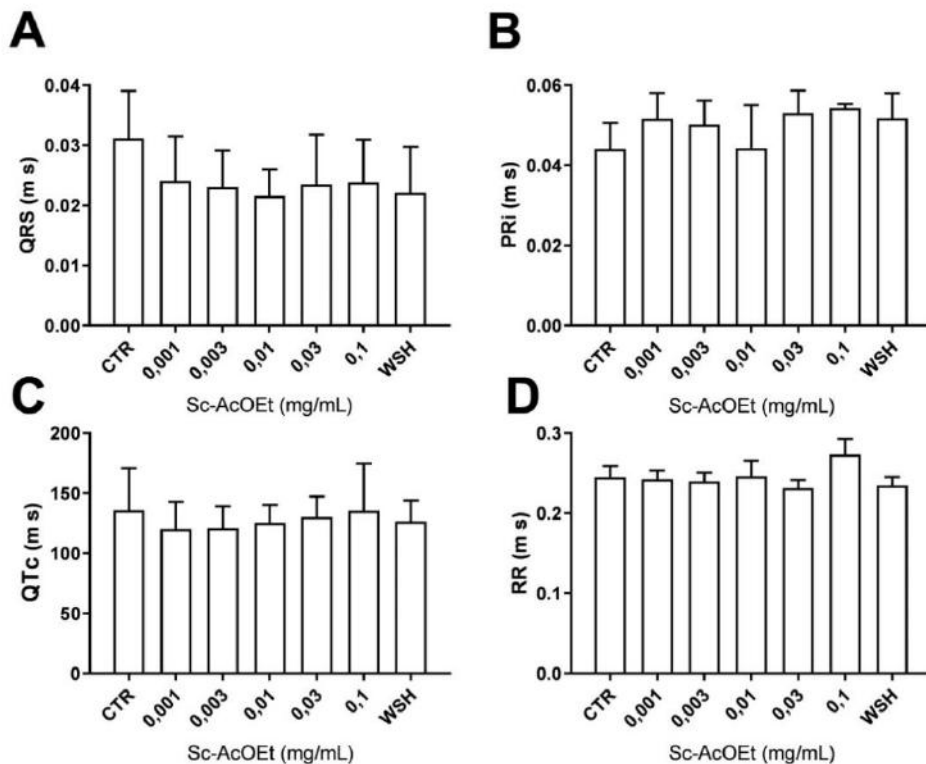 A
QRS (m s)
0.04
0.03
0.02
0.01
0.00
CTR
0,001
0,003
0,01
0,03
0,1
WSH
Sc-AcOEt (mg/mL)
B
PRi (m s)
0.06
0.04
0.02
0.00
CTR
0,001
0,003
0,01
0,03
0,1
WSH
Sc-AcOEt (mg/mL)
C
QTc (m s)
200
150
100
50
0
CTR
0,001
0,003
0,01
0,03
0,1
WSH
Sc-AcOEt (mg/mL)
D
RR (m s)
0.3
0.2
0.1
0.0
CTR
0,001
0,003
0,01
0,03
0,1
WSH
Sc-AcOEt (mg/mL)